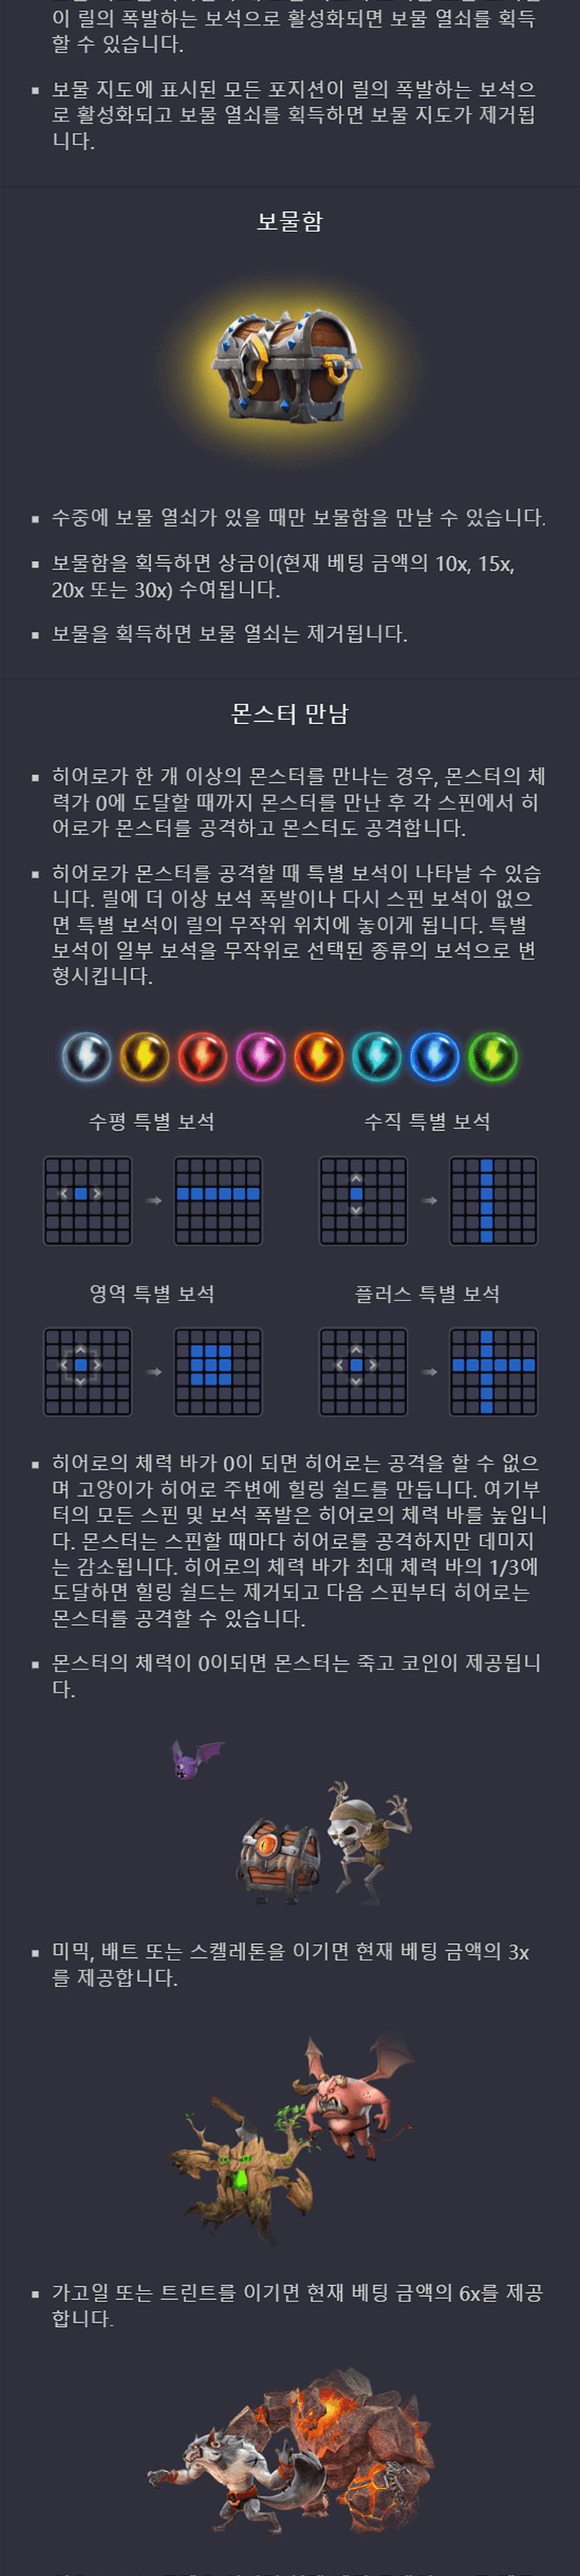 이 릴의 폭발하는 보석으로 활성화되면 보물 열쇠를 획득
할 수 있습니다.
보물 지도에 표시된 모든 포지션이 릴의 폭발하는 보석으
로 활성화되고 보물 열쇠를 획득하면 보물 지도가 제거됩
니다.
보물함
수중에 보물 열쇠가 있을 때만 보물함을 만날 수 있습니다.
보물함을 획득하면 상금이(현재 베팅 금액의 10x, 15x,
20x 또는 30x) 수여됩니다.
보물을 획득하면 보물 열쇠는 제거됩니다.
몬스터 만남
히어로가 한 개 이상의 몬스터를 만나는 경우, 몬스터의 체
력가 0에 도달할 때까지 몬스터를 만난 후 각 스핀에서 히
어로가 몬스터를 공격하고 몬스터도 공격합니다.
히어로가 몬스터를 공격할 때 특별 보석이 나타날 수 있습
니다. 릴에 더 이상 보석 폭발이나 다시 스핀 보석이 없으
면 특별 보석이 릴의 무작위 위치에 놓이게 됩니다. 특별
보석이 일부 보석을 무작위로 선택된 종류의 보석으로 변
형시킵니다.
수평 특별 보석
수직 특별 보석
영역 특별 보석
플러스 특별 보석
히어로의 체력 바가 0이 되면 히어로는 공격을 할 수 없으
며 고양이가 히어로 주변에 힐링 쉴드를 만듭니다. 여기부
터의 모든 스핀 및 보석 폭발은 히어로의 체력 바를 높입니
다. 몬스터는 스핀할 때마다 히어로를 공격하지만 데미지
는 감소됩니다. 히어로의 체력 바가 최대 체력 바의 1/3에
도달하면 힐링 쉴드는 제거되고 다음 스핀부터 히어로는
몬스터를 공격할 수 있습니다.
몬스터의 체력이 0이되면 몬스터는 죽고 코인이 제공됩니
다.
미믹, 배트 또는 스켈레톤을 이기면 현재 베팅 금액의 3x
를 제공합니다.
가고일 또는 트린트를 이기면 현재 베팅 금액의 6x를 제공
합니다.